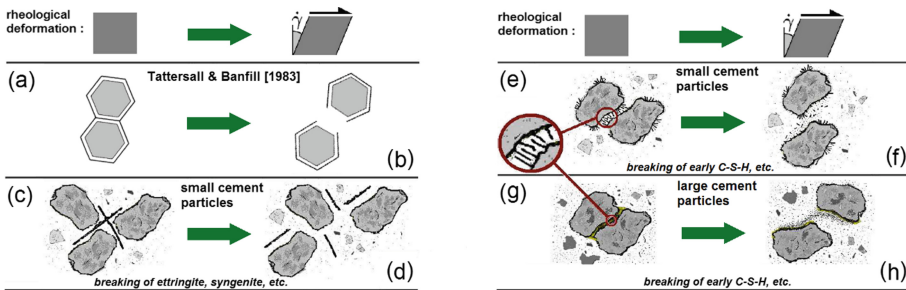 rheological
deformation :
γ̇
(a)
Tattersall & Banfill [1983]
(b)
(c)
small cement
particles
(d)
breaking of ettringite, syngenite, etc.
rheological
deformation :
γ̇
(e)
small cement
particles
(f)
breaking of early C-S-H, etc.
(g)
large cement
particles
(h)
breaking of early C-S-H, etc.